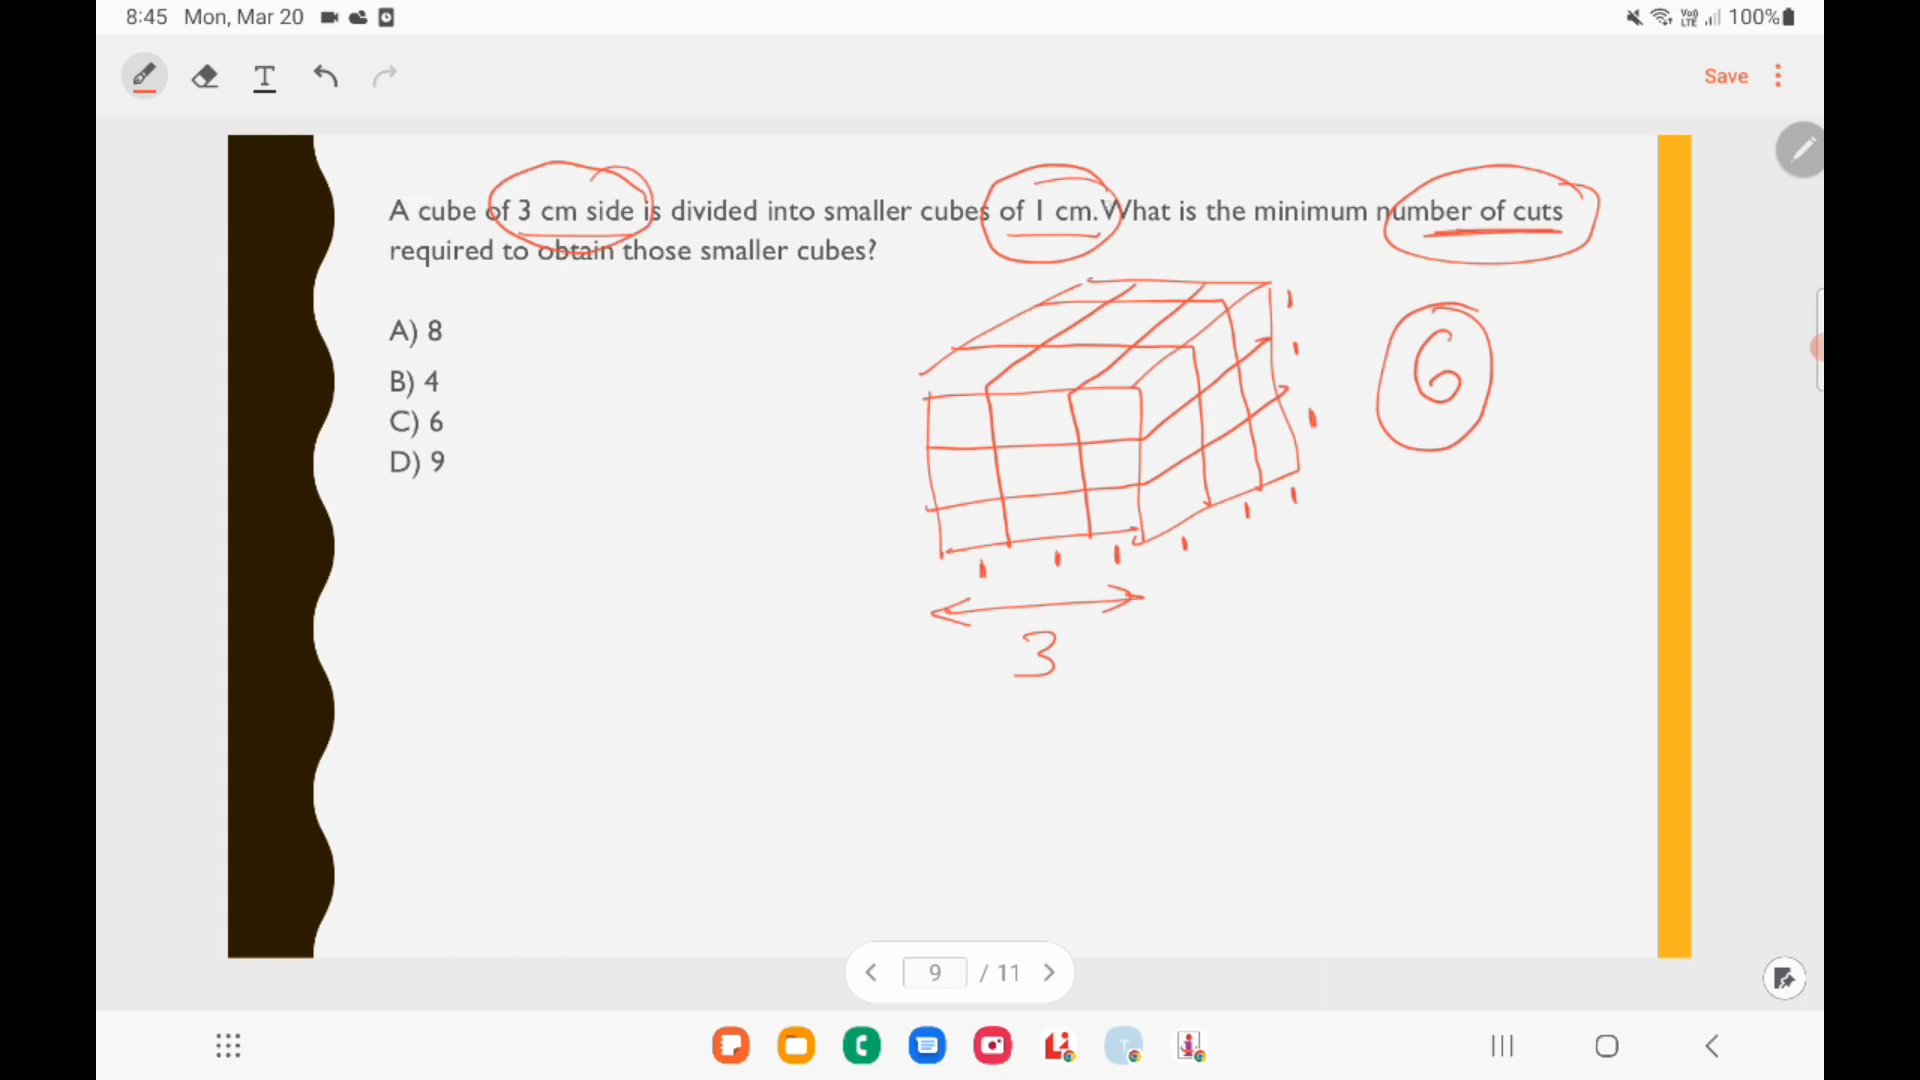 8:45 Mon, Mar 20
Vo) LTE 100%
T
Save
A cube of 3 cm side is divided into smaller cubes of 1 cm. What is the minimum number of cuts
required to obtain those smaller cubes?
A) 8
B) 4
C) 6
D) 9
6
3
9 / 11
T